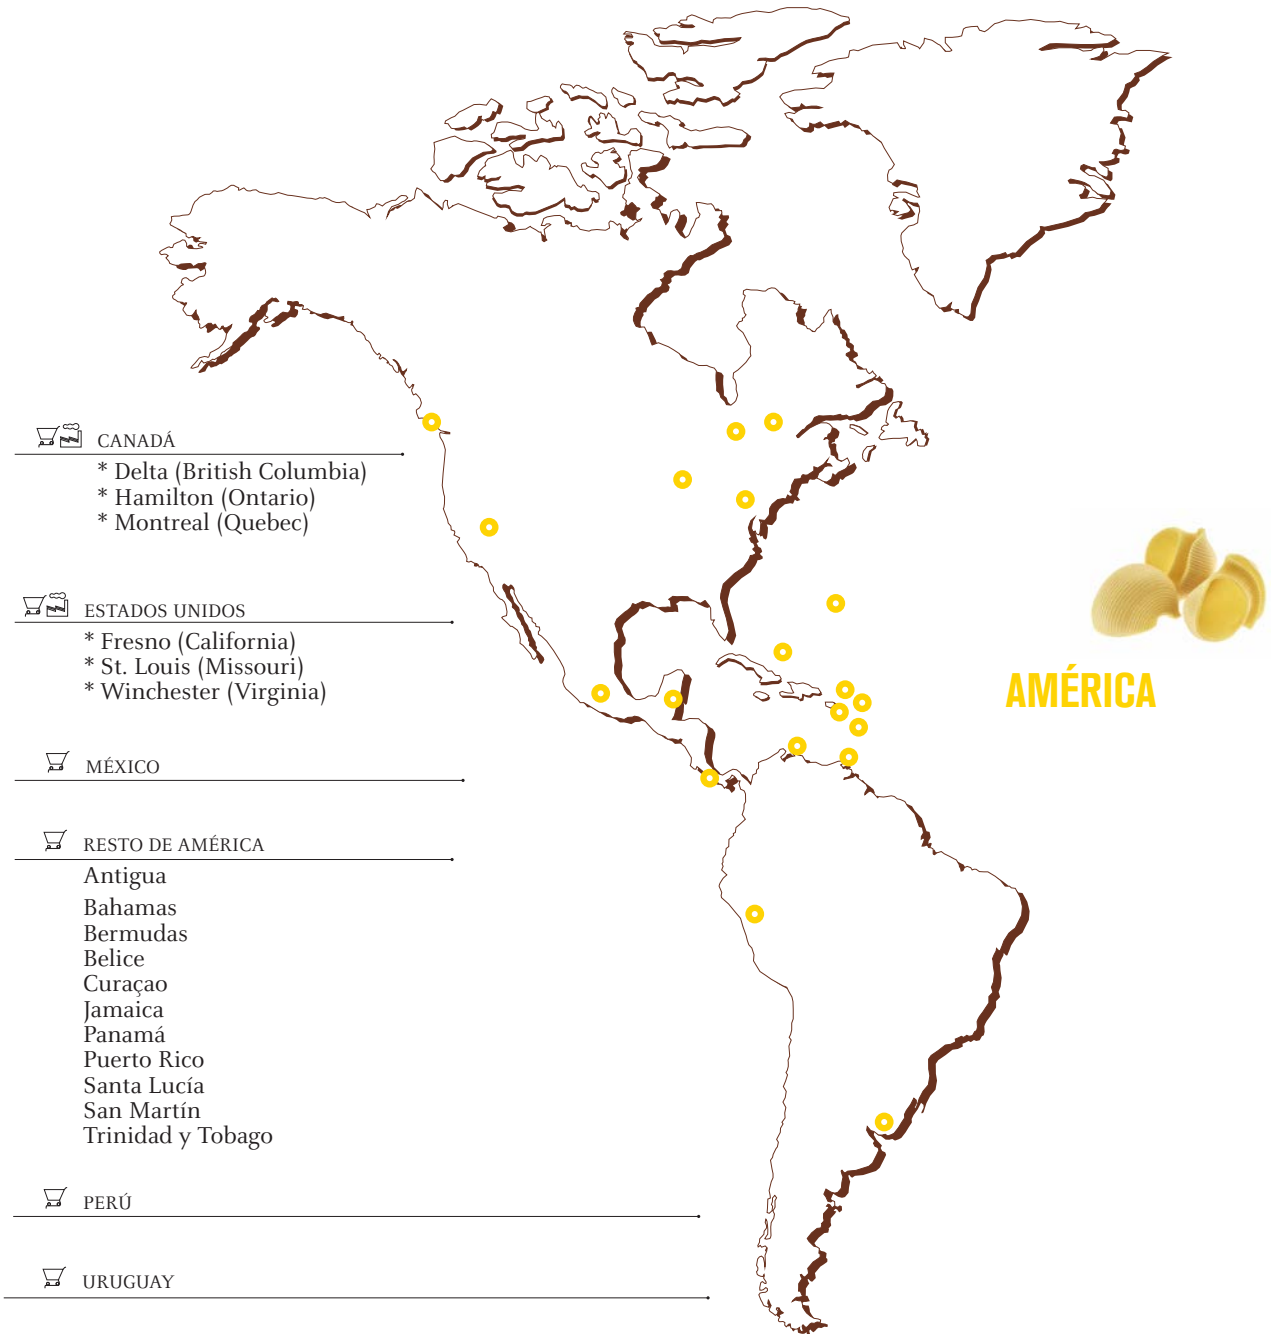 CANADÁ
* Delta (British Columbia)
* Hamilton (Ontario)
* Montreal (Quebec)
ESTADOS UNIDOS
* Fresno (California)
* St. Louis (Missouri)
* Winchester (Virginia)
AMÉRICA
MÉXICO
RESTO DE AMÉRICA
Antigua
Bahamas
Bermudas
Belice
Curaçao
Jamaica
Panamá
Puerto Rico
Santa Lucía
San Martín
Trinidad y Tobago
PERÚ
URUGUAY